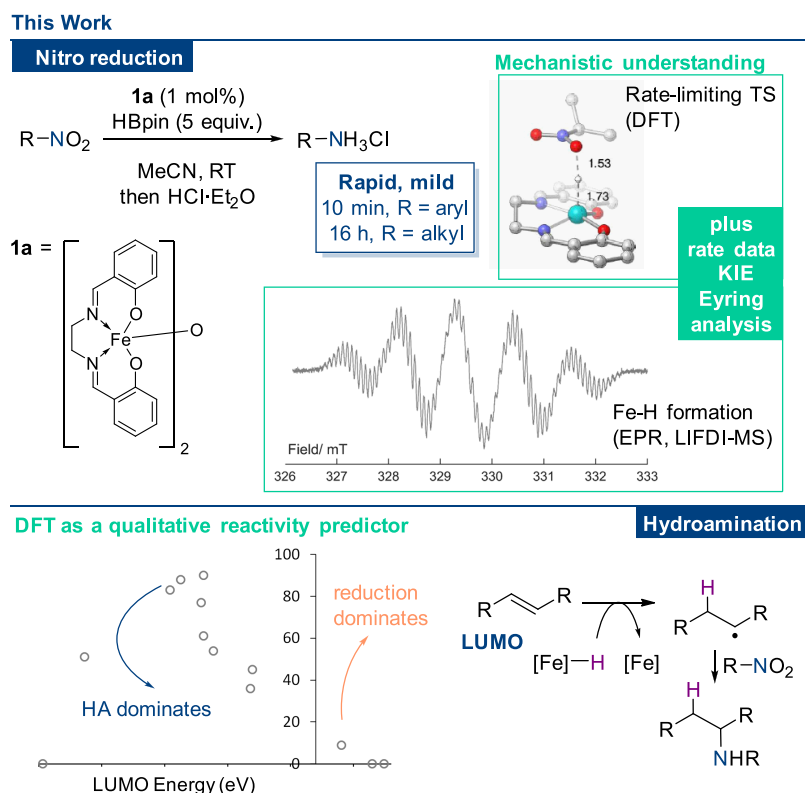 This Work
Nitro reduction
Mechanistic understanding
1a (1 mol%)
HBpin (5 equiv.)
R–NO2
R–NH3Cl
MeCN, RT
then HCl·Et2O
Rapid, mild
10 min, R = aryl
16 h, R = alkyl
Rate-limiting TS
(DFT)
1.53
1.73
plus
rate data
KIE
Eyring
analysis
1a =
N
O
Fe
O
N
O
2
Fe-H formation
(EPR, LIFDI-MS)
Field/ mT
326 327 328 329 330 331 332 333
DFT as a qualitative reactivity predictor
Hydroamination
100
80
60
40
20
0
reduction
dominates
HA dominates
LUMO Energy (eV)
R
R
LUMO
[Fe]–H
[Fe]
H
R
R
R–NO2
H
R
R
NHR